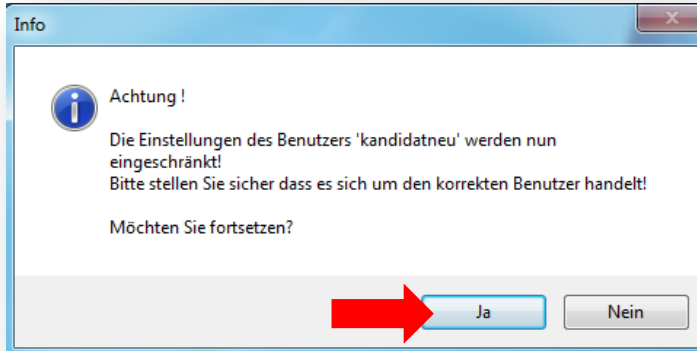 Info
Achtung !
Die Einstellungen des Benutzers 'kandidatneu' werden nun
eingeschränkt!
Bitte stellen Sie sicher dass es sich um den korrekten Benutzer handelt!
Möchten Sie fortsetzen?
Ja
Nein